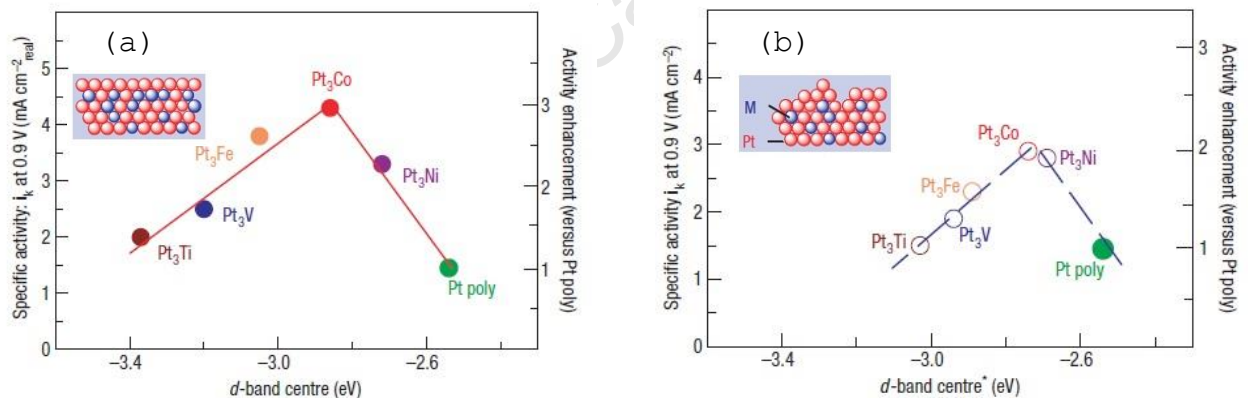 (a)
Specific activity: i_k at 0.9 V (mA cm⁻²_real)
5
4
3
2
1
0
Pt₃Co
Pt₃Fe
Pt₃Ni
Pt₃V
Pt₃Ti
Pt poly
3
2
1
Activity enhancement (versus Pt poly)
−3.4
−3.0
−2.6
d-band centre (eV)
(b)
Specific activity i_k at 0.9 V (mA cm⁻²)
4
3
2
1
0
M
Pt
Pt₃Co
Pt₃Ni
Pt₃Fe
Pt₃V
Pt₃Ti
Pt poly
3
2
1
Activity enhancement (versus Pt poly)
−3.4
−3.0
−2.6
d-band centre* (eV)